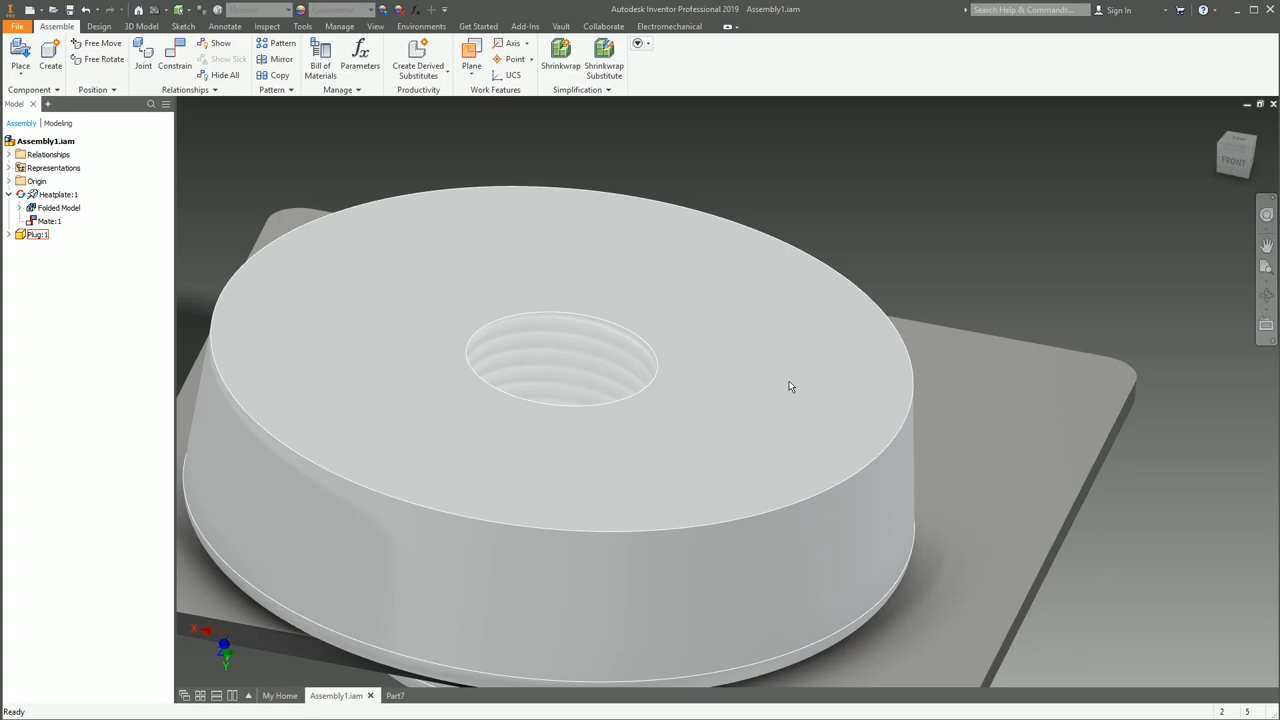 Autodesk Inventor Professional 2019 Assembly1.iam
Search Help & Commands...
Sign In
File
Assemble
Design
3D Model
Sketch
Annotate
Inspect
Tools
Manage
View
Environments
Get Started
Add-Ins
Vault
Collaborate
Electromechanical
Place
Create
Free Move
Free Rotate
Joint
Constrain
Show
Show Sick
Hide All
Pattern
Mirror
Copy
Bill of
Materials
Parameters
Create Derived
Substitutes
Plane
Axis
Point
UCS
Shrinkwrap
Shrinkwrap
Substitute
Component
Position
Relationships
Pattern
Manage
Productivity
Work Features
Simplification
Model
Assembly
Modeling
Assembly1.iam
Relationships
Representations
Origin
Heatplate:1
Folded Model
Mate:1
Plug:1
FRONT
X
Z
Y
My Home
Assembly1.iam
Part7
Ready
2
5